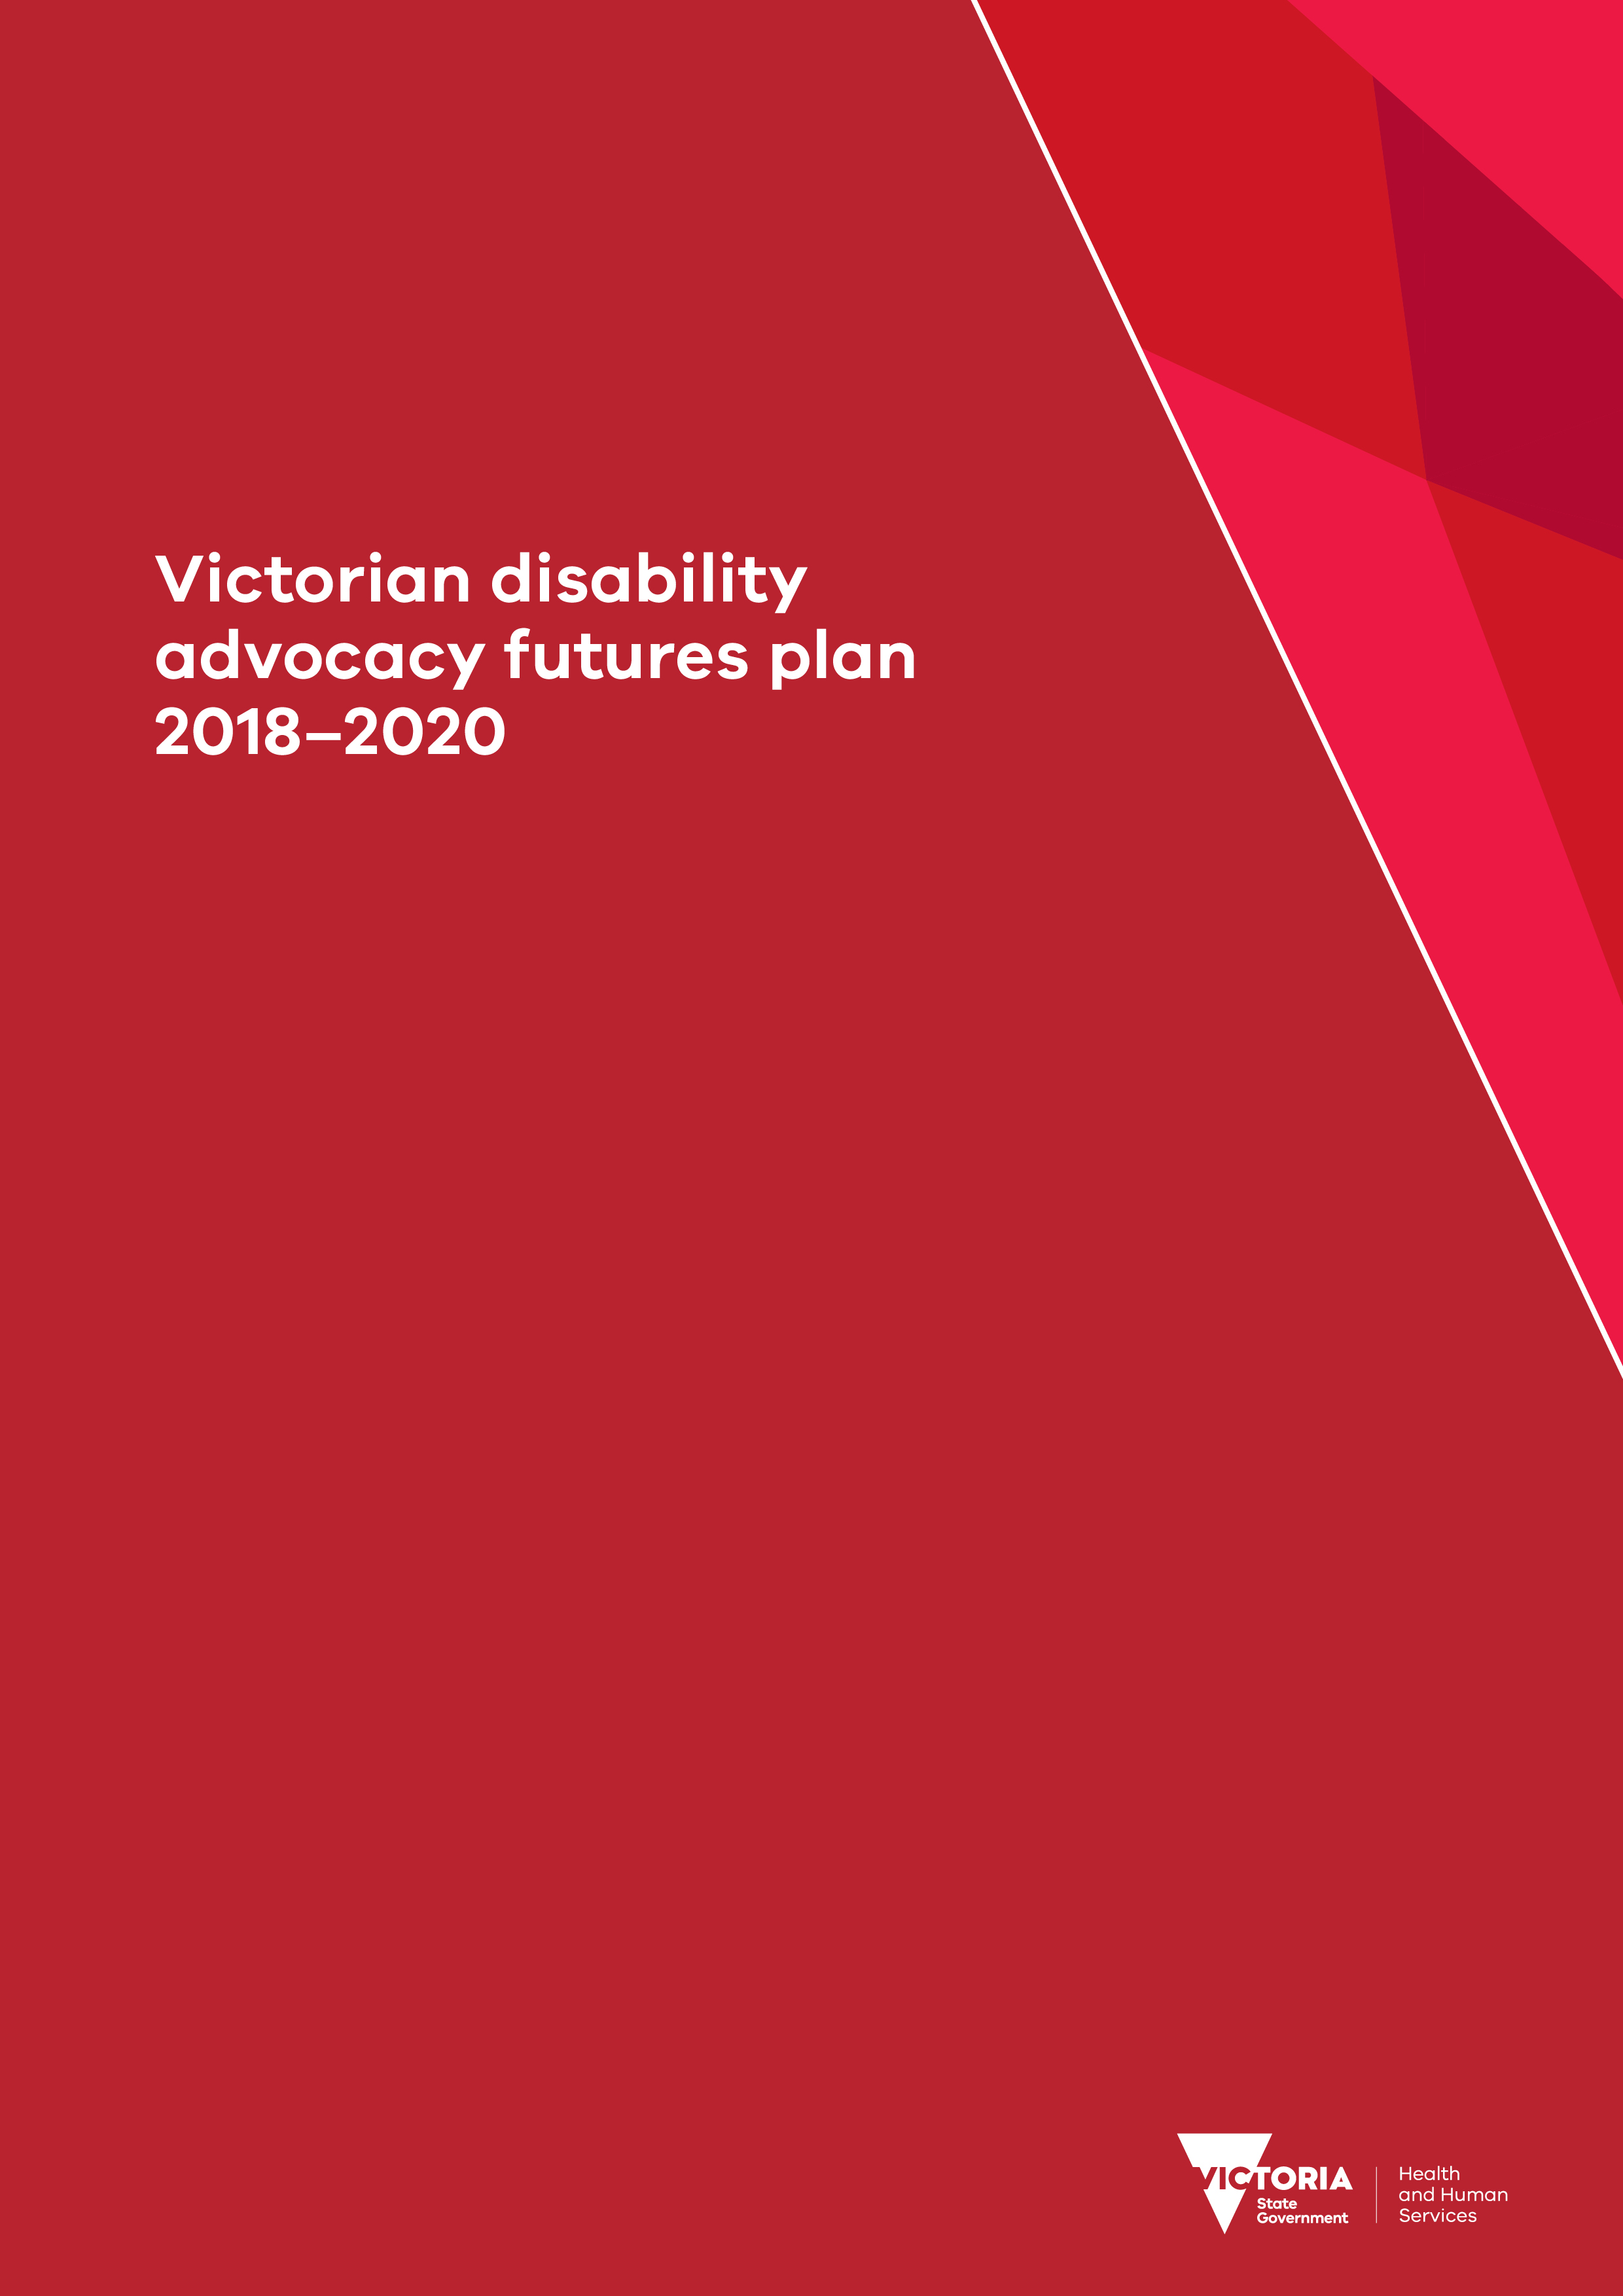 Victorian disability
advocacy futures plan
2018–2020
VICTORIA
State
Government
Health
and Human
Services